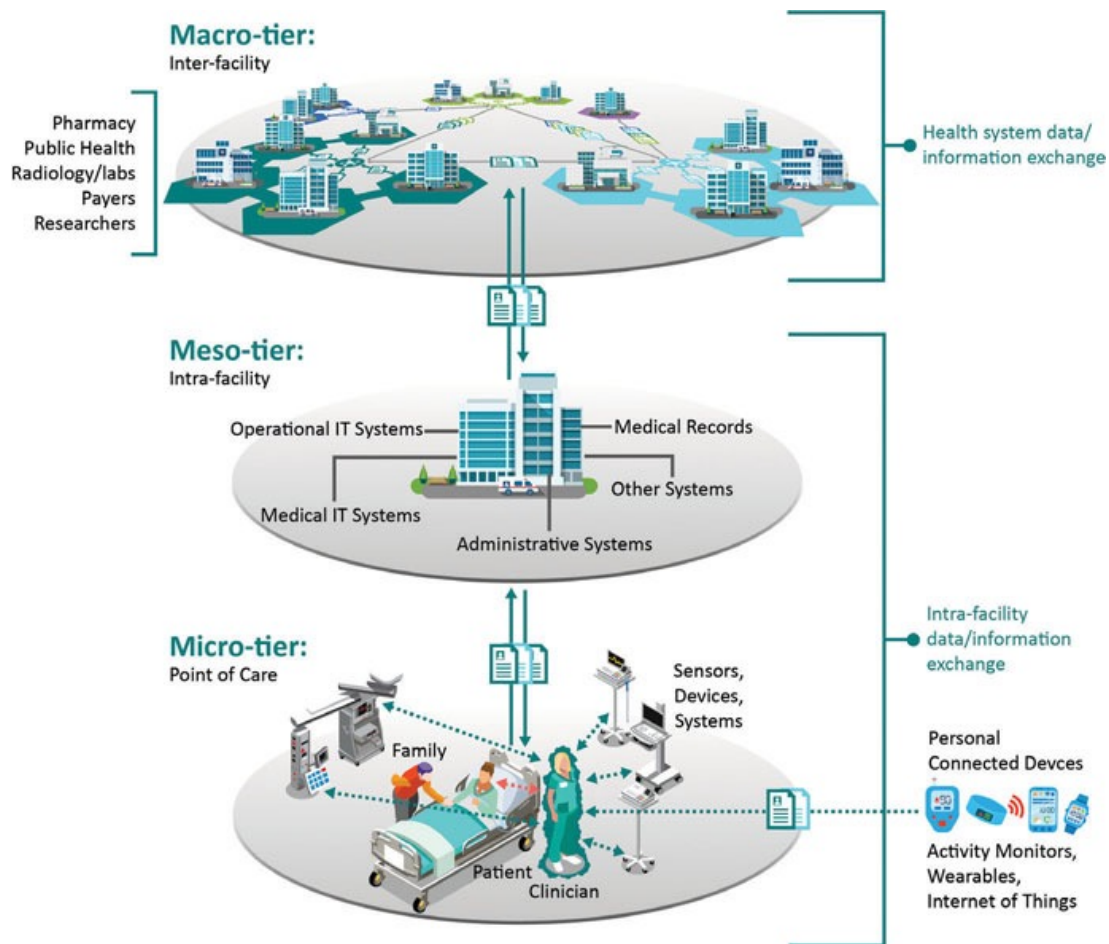 Macro-tier:
Inter-facility
Pharmacy
Public Health
Radiology/labs
Payers
Researchers
Health system data/
information exchange
Meso-tier:
Intra-facility
Operational IT Systems
Medical Records
Medical IT Systems
Other Systems
Administrative Systems
Intra-facility
data/information
exchange
Micro-tier:
Point of Care
Sensors,
Devices,
Systems
Family
Patient
Clinician
Personal
Connected Devces
Activity Monitors,
Wearables,
Internet of Things